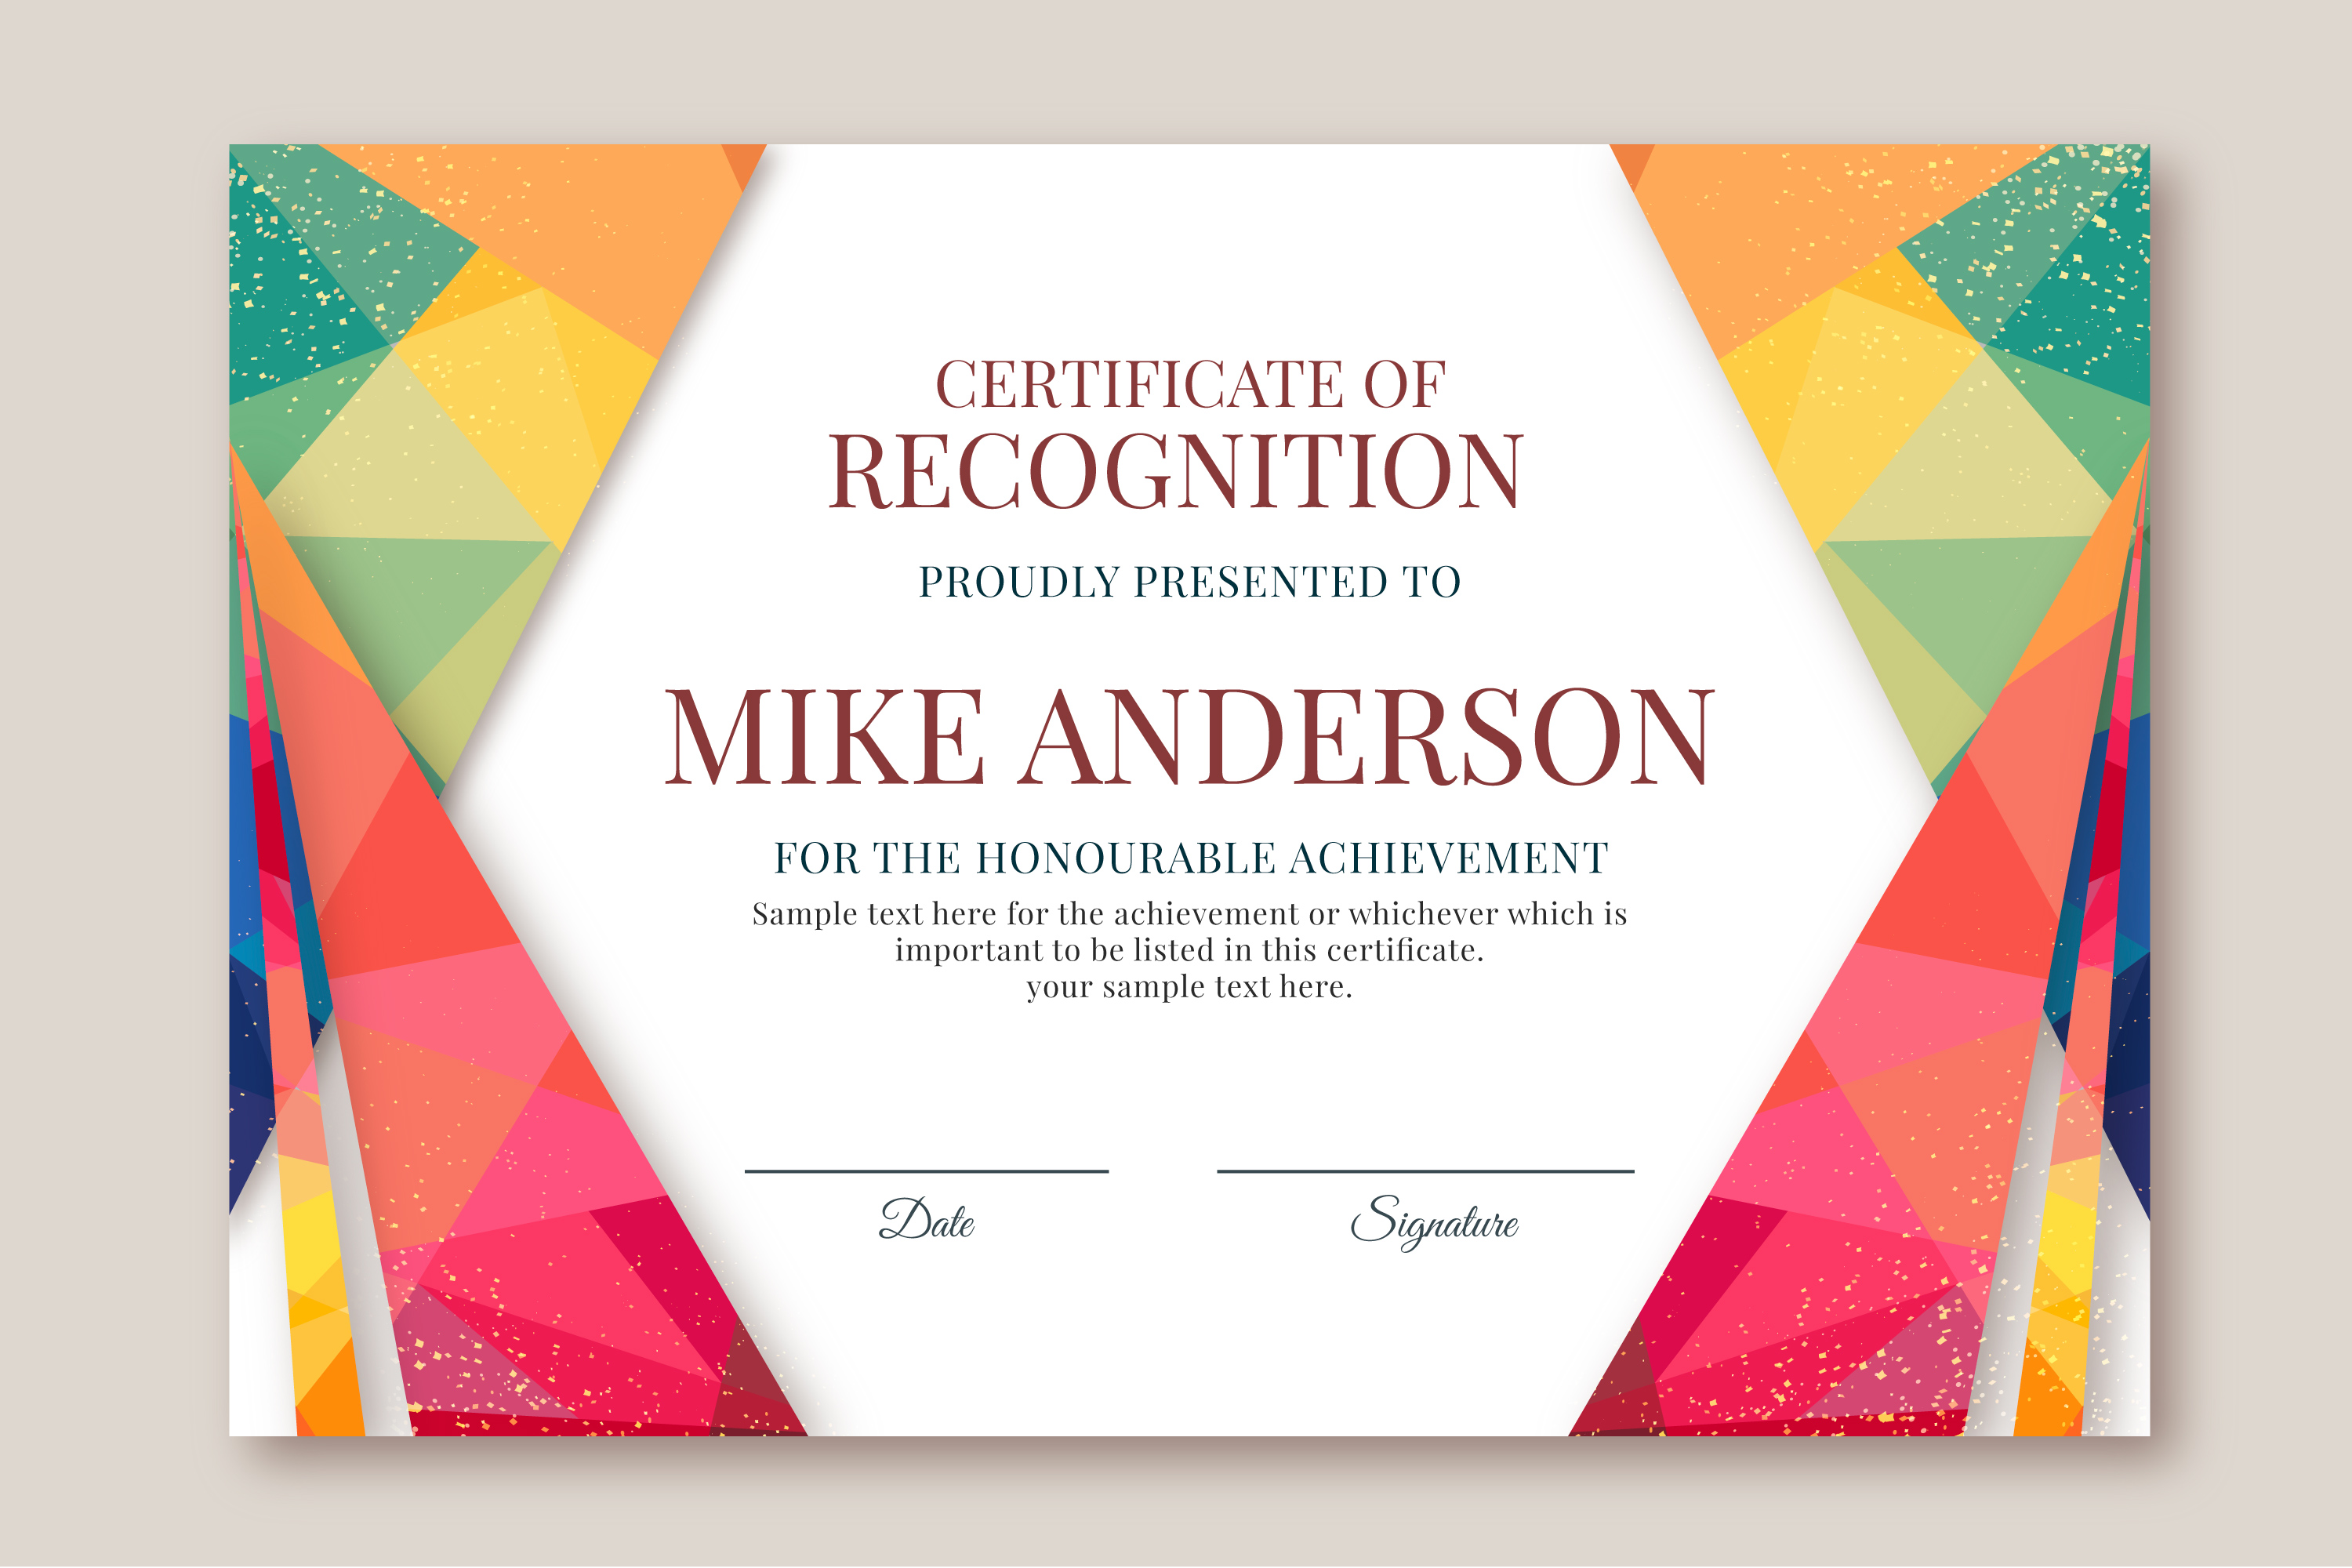 CERTIFICATE OF
RECOGNITION
PROUDLY PRESENTED TO
MIKE ANDERSON
FOR THE HONOURABLE ACHIEVEMENT
Sample text here for the achievement or whichever which is
important to be listed in this certificate.
your sample text here.
Date
Signature